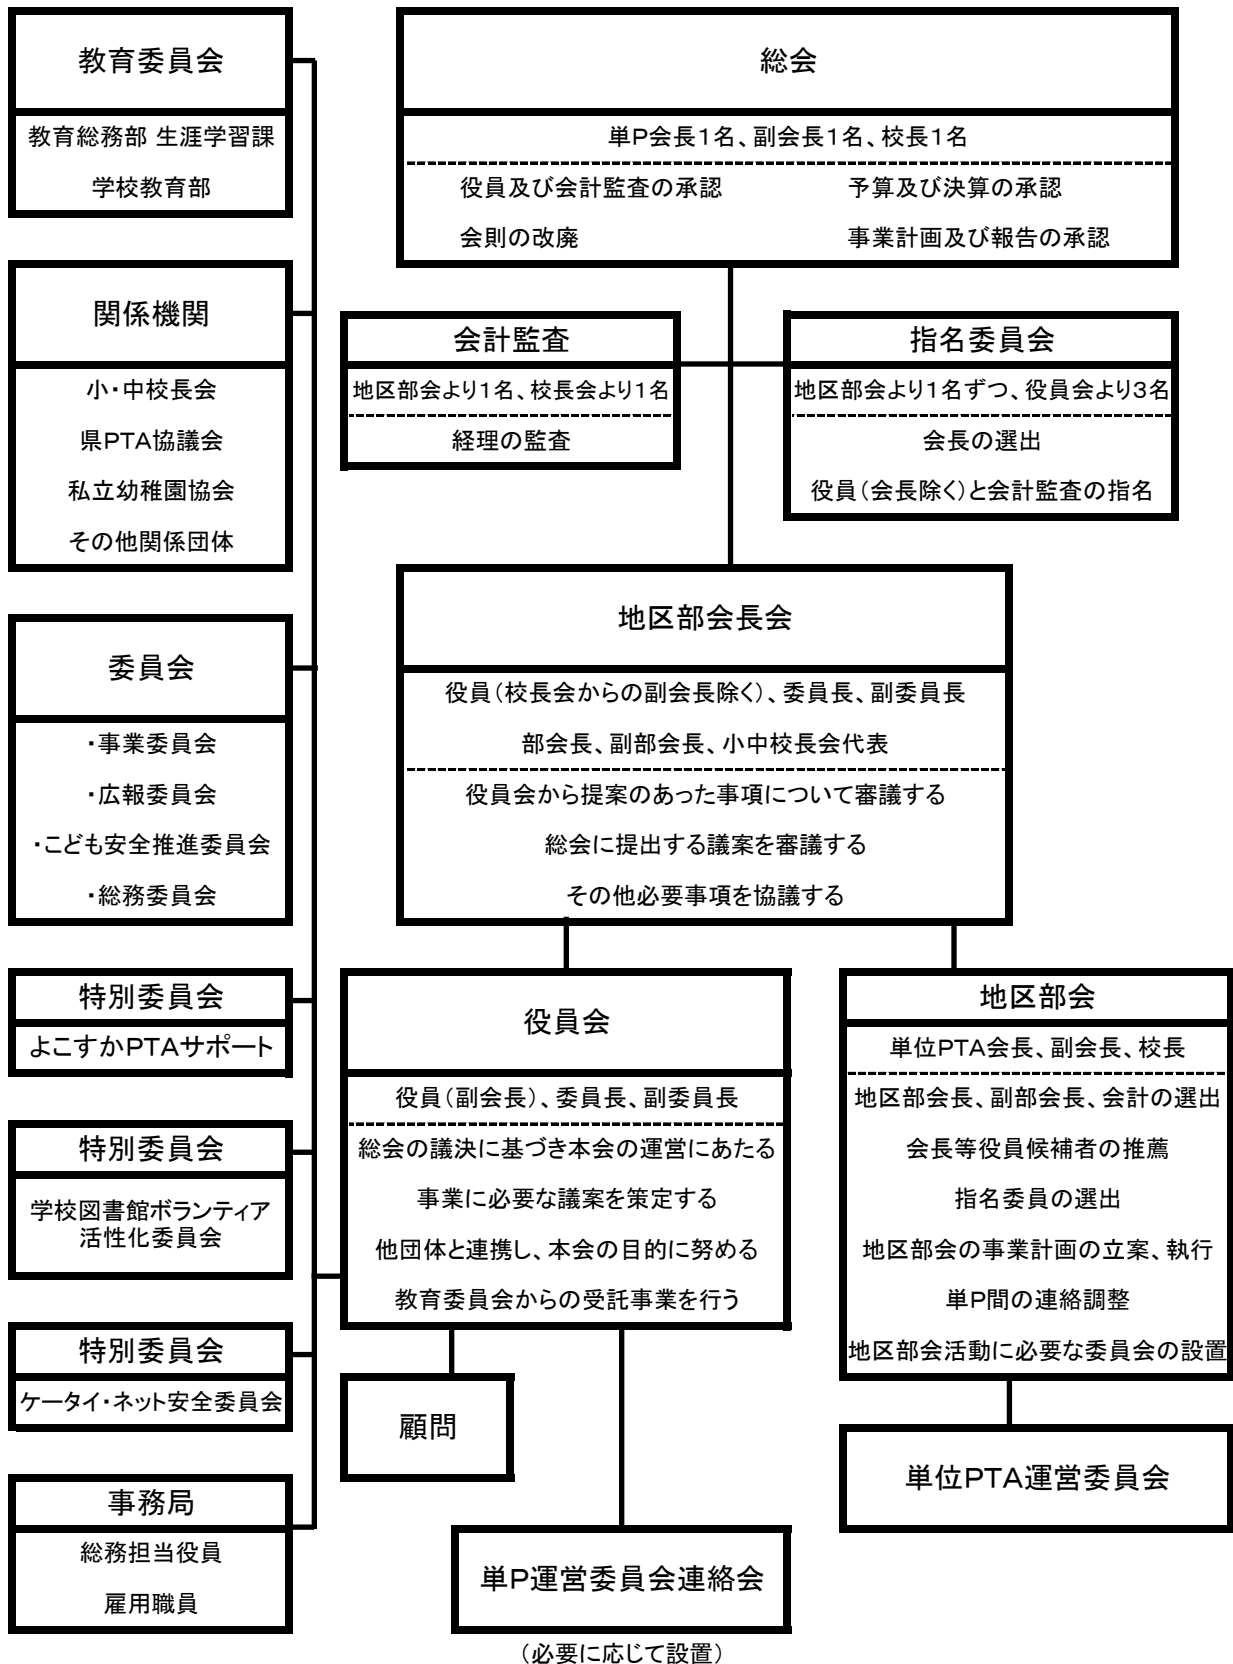 教育委員会
教育総務部 生涯学習課
学校教育部
関係機関
小・中校長会
県PTA協議会
私立幼稚園協会
その他関係団体
委員会
・事業委員会
・広報委員会
・こども安全推進委員会
・総務委員会
特別委員会
よこすかPTAサポート
特別委員会
学校図書館ボランティア
活性化委員会
特別委員会
ケータイ・ネット安全委員会
事務局
総務担当役員
雇用職員
総会
単P会長1名、副会長1名、校長1名
役員及び会計監査の承認 予算及び決算の承認
会則の改廃 事業計画及び報告の承認
会計監査
地区部会より1名、校長会より1名
経理の監査
指名委員会
地区部会より1名ずつ、役員会より3名
会長の選出
役員(会長除く)と会計監査の指名
地区部会長会
役員(校長会からの副会長除く)、委員長、副委員長
部会長、副部会長、小中校長会代表
役員会から提案のあった事項について審議する
総会に提出する議案を審議する
その他必要事項を協議する
役員会
役員(副会長)、委員長、副委員長
総会の議決に基づき本会の運営にあたる
事業に必要な議案を策定する
他団体と連携し、本会の目的に努める
教育委員会からの受託事業を行う
地区部会
単位PTA会長、副会長、校長
地区部会長、副部会長、会計の選出
会長等役員候補者の推薦
指名委員の選出
地区部会の事業計画の立案、執行
単P間の連絡調整
地区部会活動に必要な委員会の設置
顧問
単位PTA運営委員会
単P運営委員会連絡会
(必要に応じて設置)